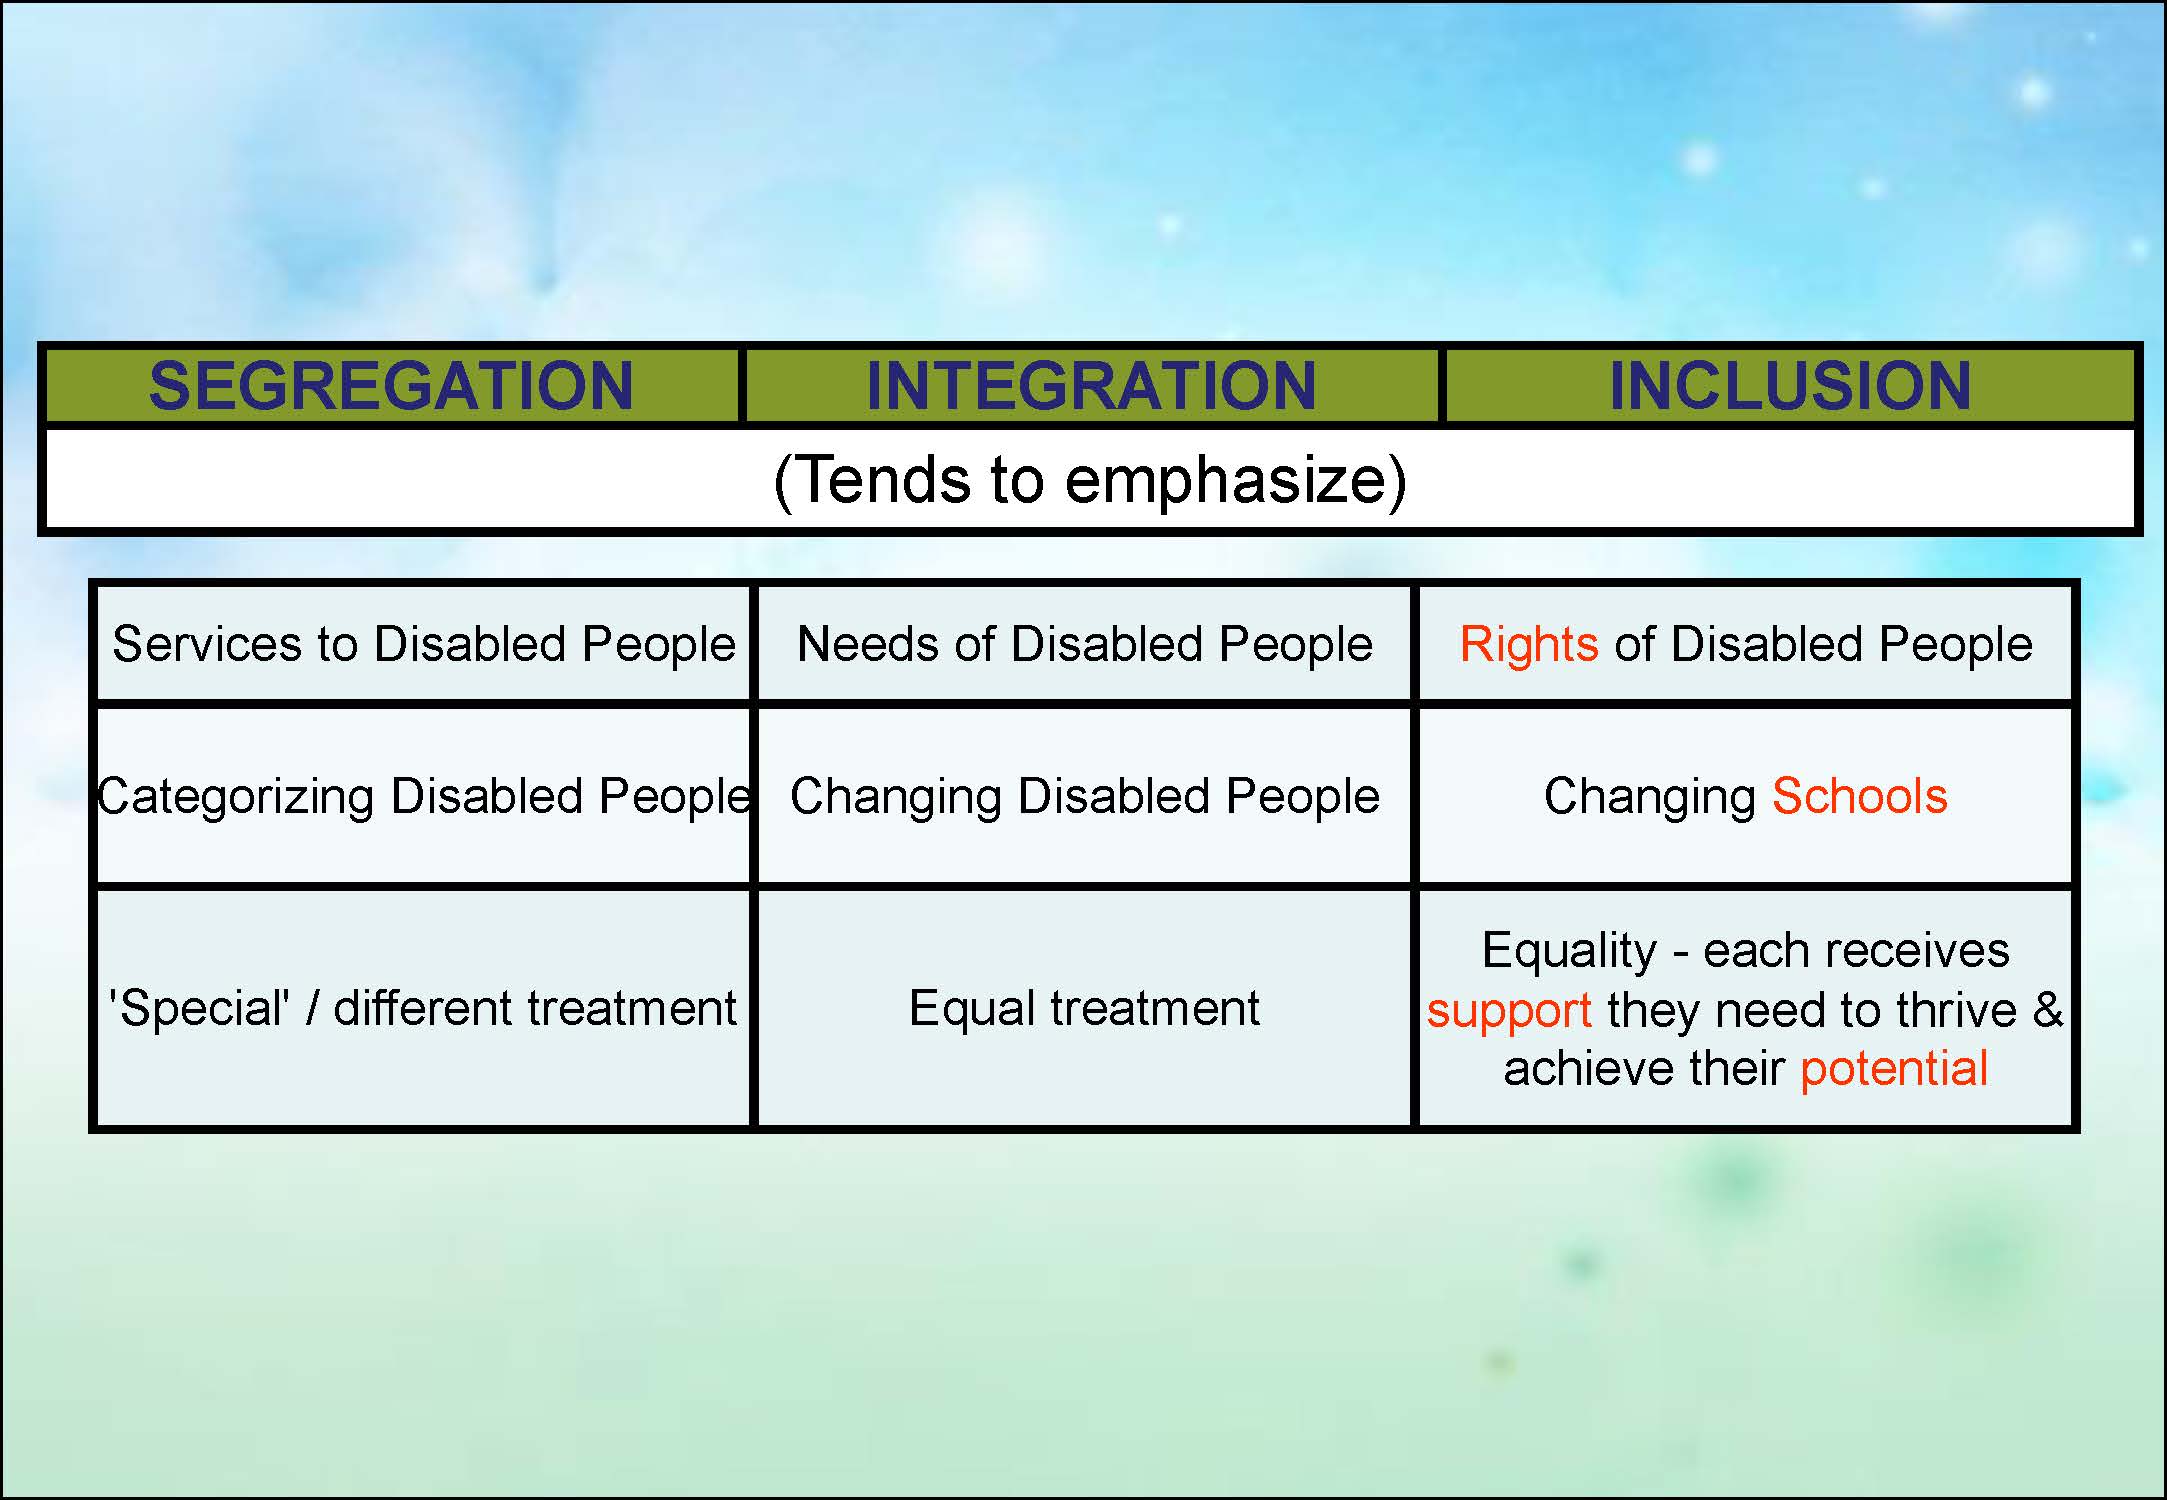 SEGREGATION INTEGRATION INCLUSION
(Tends to emphasize)
Services to Disabled People
Needs of Disabled People
Rights of Disabled People
Categorizing Disabled People
Changing Disabled People
Changing Schools
'Special' / different treatment
Equal treatment
Equality - each receives
support they need to thrive &
achieve their potential